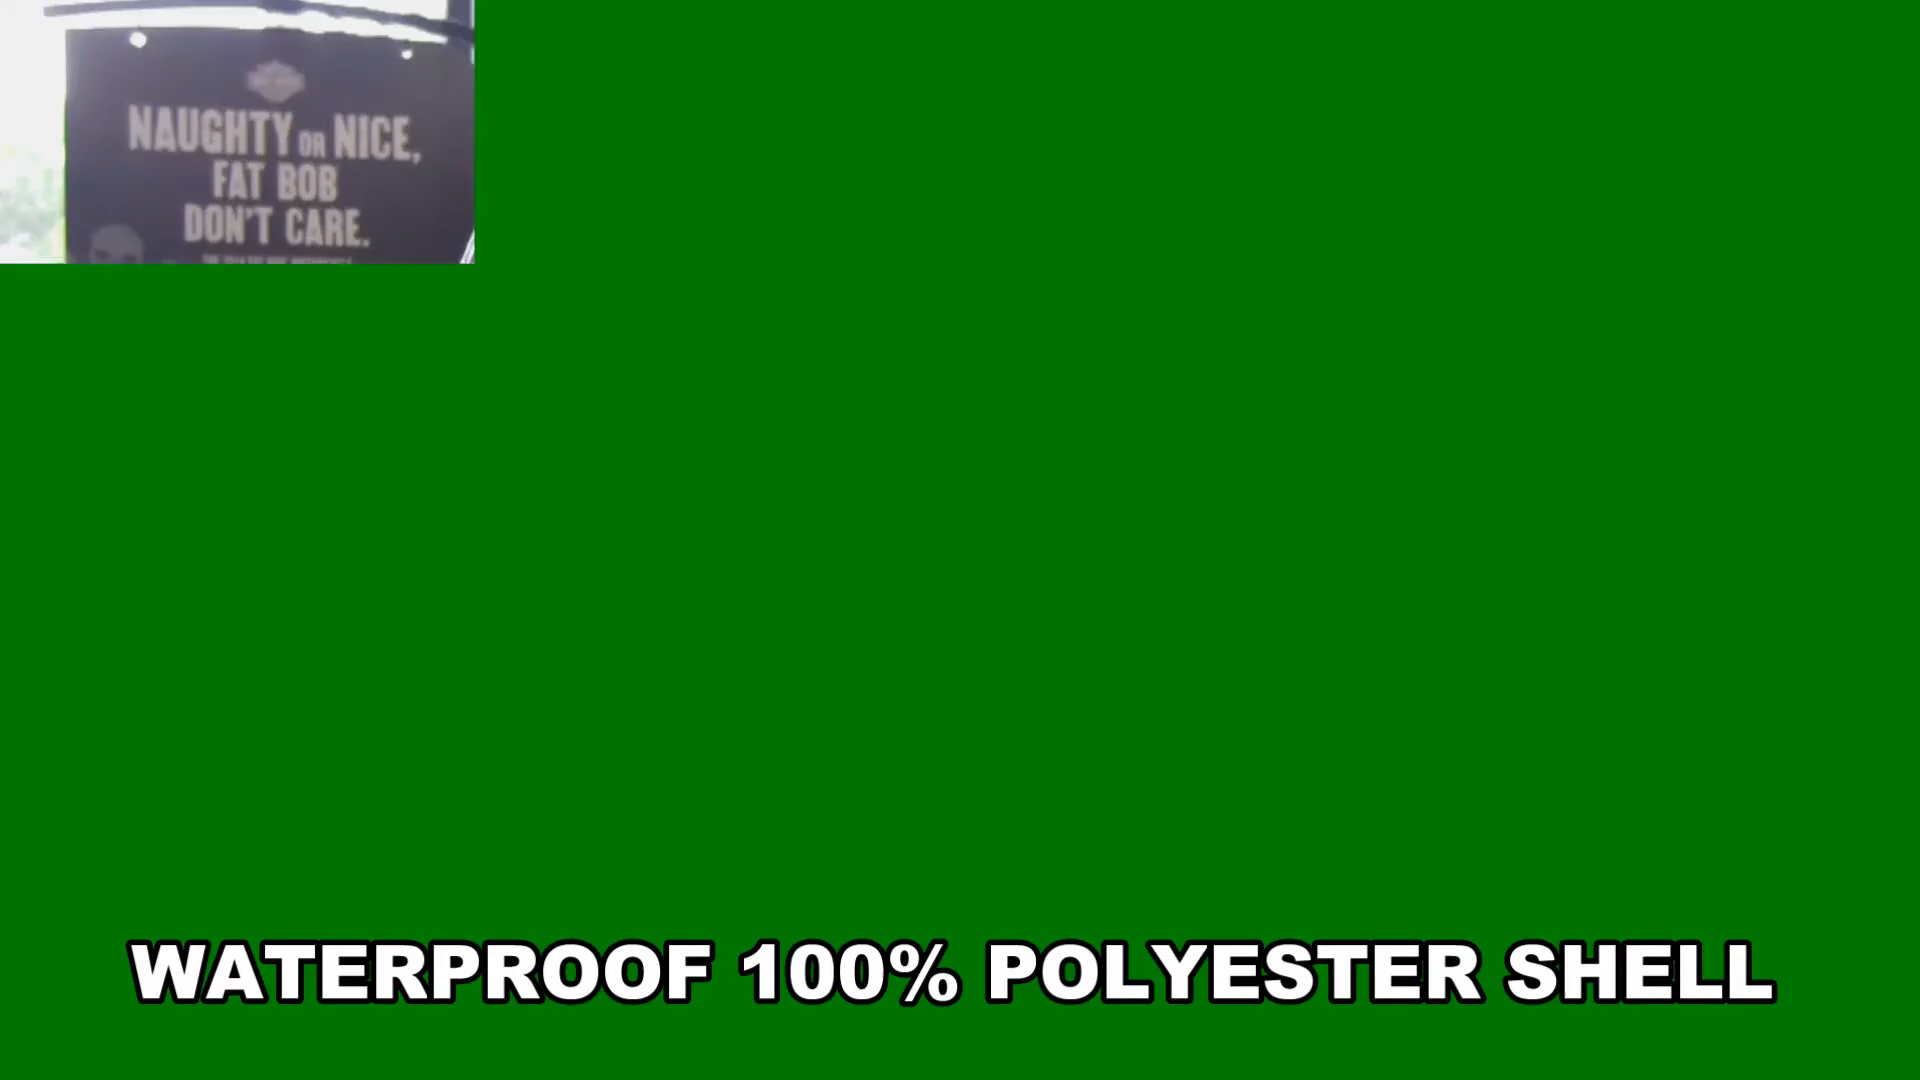 NAUGHTY OR NICE,
FAT BOB
DON'T CARE.
WATERPROOF 100% POLYESTER SHELL